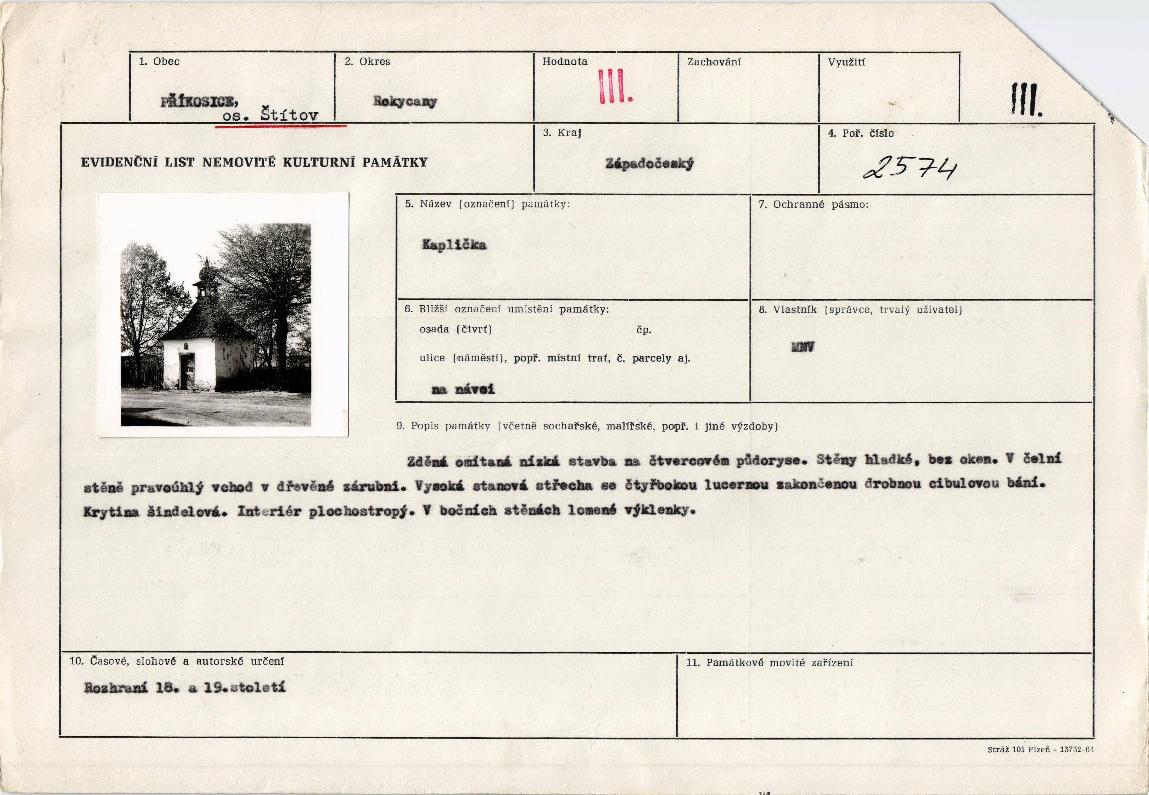 1. Obec
PŘÍKOSICE,
os. Štítov
2. Okres
Rokycany
Hodnota
III.
Zachování
Využití
III.
EVIDENČNÍ LIST NEMOVITÉ KULTURNÍ PAMÁTKY
3. Kraj
Západočeský
4. Poř. číslo
2574
5. Název (označení) památky:
Kaplička
7. Ochranné pásmo:
6. Bližší označení umístění památky:
osada (čtvrť) čp.
ulice (náměstí), popř. místní trať, č. parcely aj.
na návsi
8. Vlastník (správce, trvalý uživatel)
MNV
9. Popis památky (včetně sochařské, malířské, popř. i jiné výzdoby)
Zděná omítaná nízká stavba na čtvercovém půdoryse. Stěny hladké, bez oken. V čelní
stěně pravoúhlý vchod v dřevěné zárubni. Vysoká stanová střecha se čtyřbokou lucernou zakončenou drobnou cibulovou bání.
Krytina šindelová. Interiér plochostropý. V bočních stěnách lomené výklenky.
10. Časové, slohové a autorské určení
Rozhraní 18. a 19.století
11. Památkově movité zařízení
Stráž 101 Plzeň - 13732-64